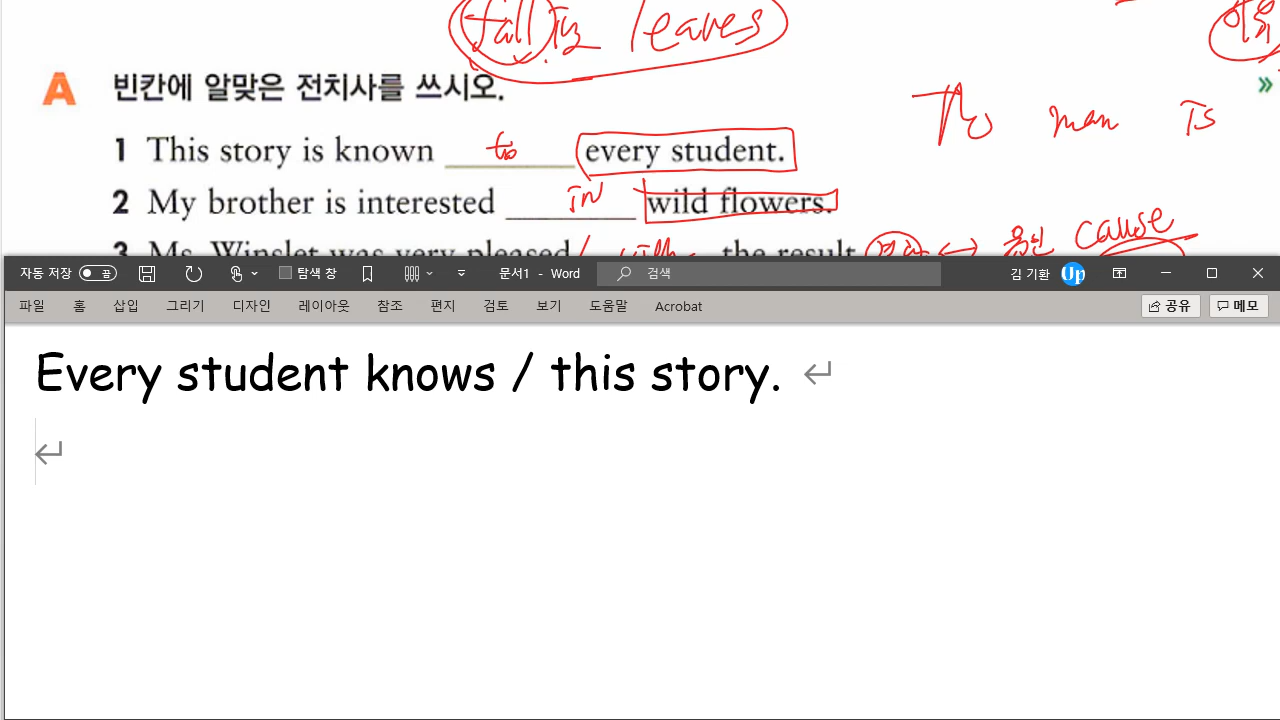 falling leaves
A 빈칸에 알맞은 전치사를 쓰시오. »
The man is
1 This story is known to every student.
2 My brother is interested in wild flowers.
3 Ms. Winslet was very pleased / with the result ↔ 원인 cause
자동 저장 끔 탐색 창 문서1 - Word 검색 김 기환 Up
파일 홈 삽입 그리기 디자인 레이아웃 참조 편지 검토 보기 도움말 Acrobat 공유 메모
Every student knows / this story. ↵
↵